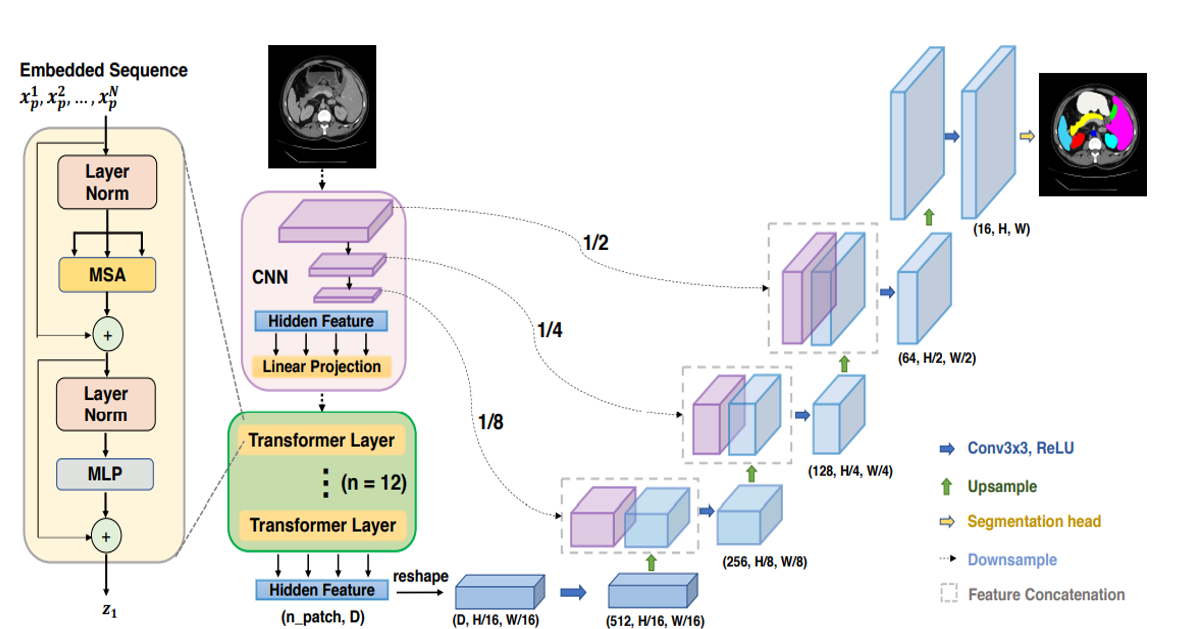 Embedded Sequence
x_p^1, x_p^2, ..., x_p^N
Layer
Norm
MSA
+
Layer
Norm
MLP
+
z_1
CNN
Hidden Feature
Linear Projection
Transformer Layer
(n = 12)
Transformer Layer
Hidden Feature
(n_patch, D)
reshape
(D, H/16, W/16)
(512, H/16, W/16)
1/2
1/4
1/8
(256, H/8, W/8)
(128, H/4, W/4)
(64, H/2, W/2)
(16, H, W)
Conv3x3, ReLU
Upsample
Segmentation head
Downsample
Feature Concatenation